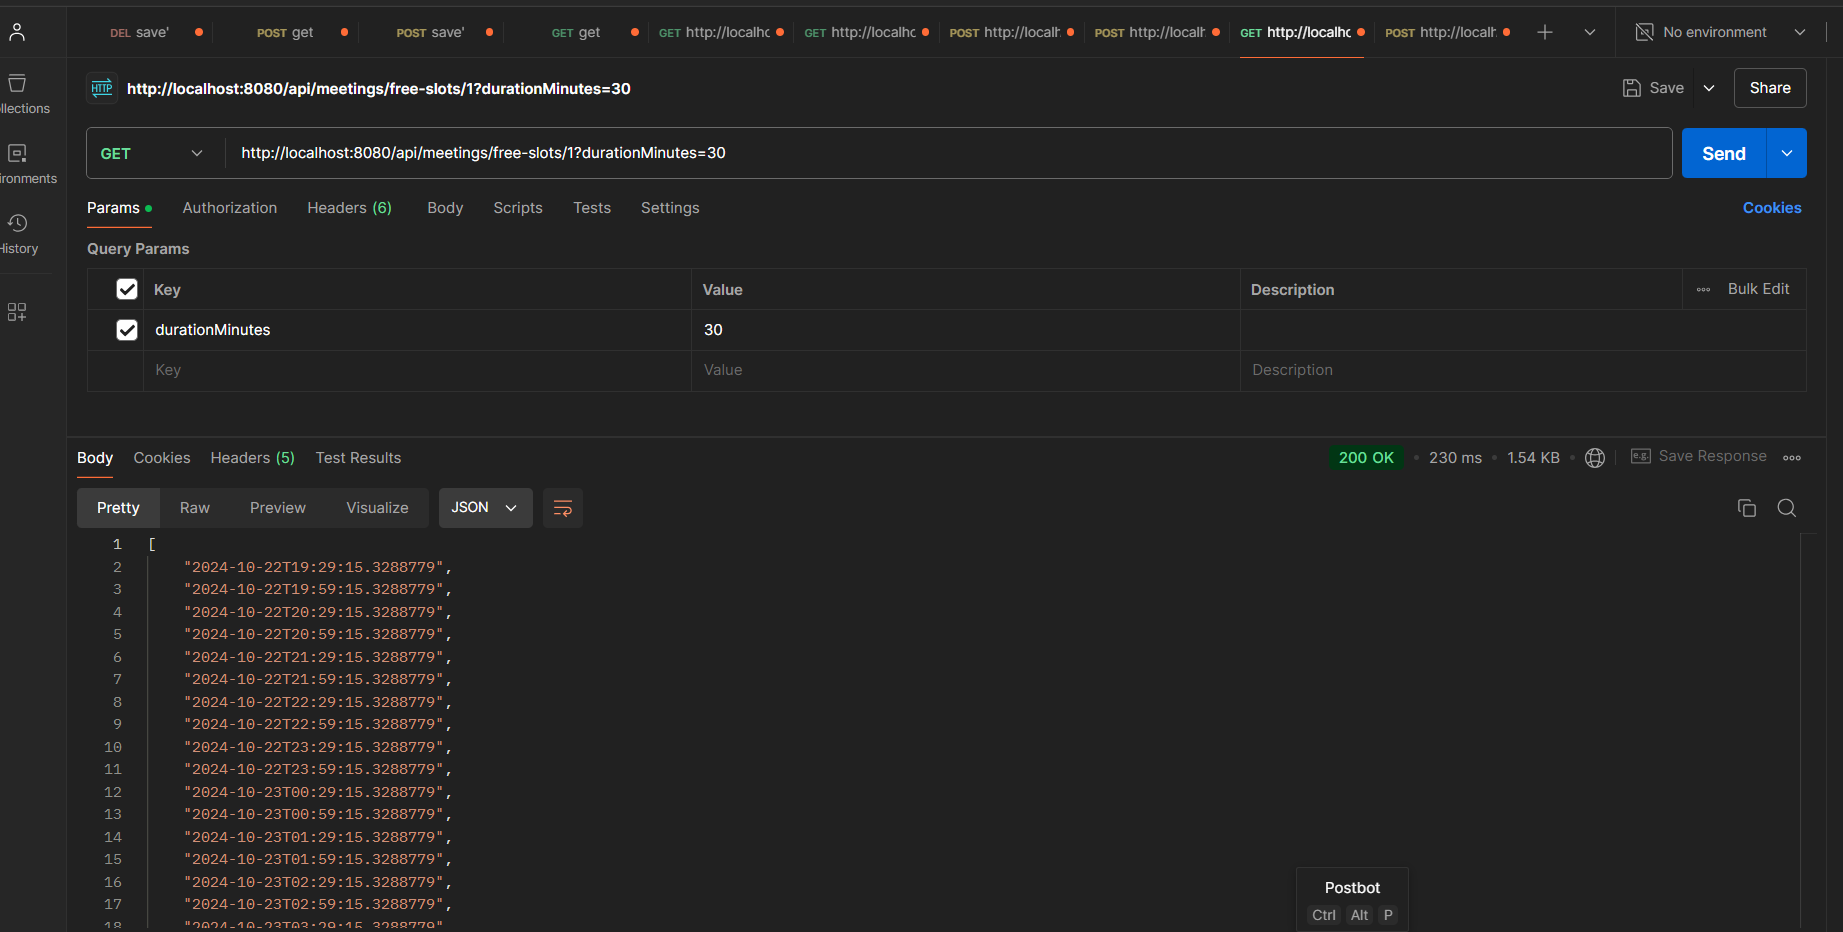 DEL save'
POST get
POST save'
GET get
GET http://localhc
GET http://localhc
POST http://localh
POST http://localh
GET http://localhc
POST http://localh
No environment
llections
ironments
History
HTTP http://localhost:8080/api/meetings/free-slots/1?durationMinutes=30
Save
Share
GET
http://localhost:8080/api/meetings/free-slots/1?durationMinutes=30
Send
Params
Authorization
Headers (6)
Body
Scripts
Tests
Settings
Cookies
Query Params
Key
Value
Description
Bulk Edit
durationMinutes
30
Key
Value
Description
Body
Cookies
Headers (5)
Test Results
200 OK
230 ms
1.54 KB
e.g. Save Response
Pretty
Raw
Preview
Visualize
JSON
1 [
2 "2024-10-22T19:29:15.3288779",
3 "2024-10-22T19:59:15.3288779",
4 "2024-10-22T20:29:15.3288779",
5 "2024-10-22T20:59:15.3288779",
6 "2024-10-22T21:29:15.3288779",
7 "2024-10-22T21:59:15.3288779",
8 "2024-10-22T22:29:15.3288779",
9 "2024-10-22T22:59:15.3288779",
10 "2024-10-22T23:29:15.3288779",
11 "2024-10-22T23:59:15.3288779",
12 "2024-10-23T00:29:15.3288779",
13 "2024-10-23T00:59:15.3288779",
14 "2024-10-23T01:29:15.3288779",
15 "2024-10-23T01:59:15.3288779",
16 "2024-10-23T02:29:15.3288779",
17 "2024-10-23T02:59:15.3288779",
18 "2024-10-23T03:29:15.3288779"
Postbot
Ctrl Alt P